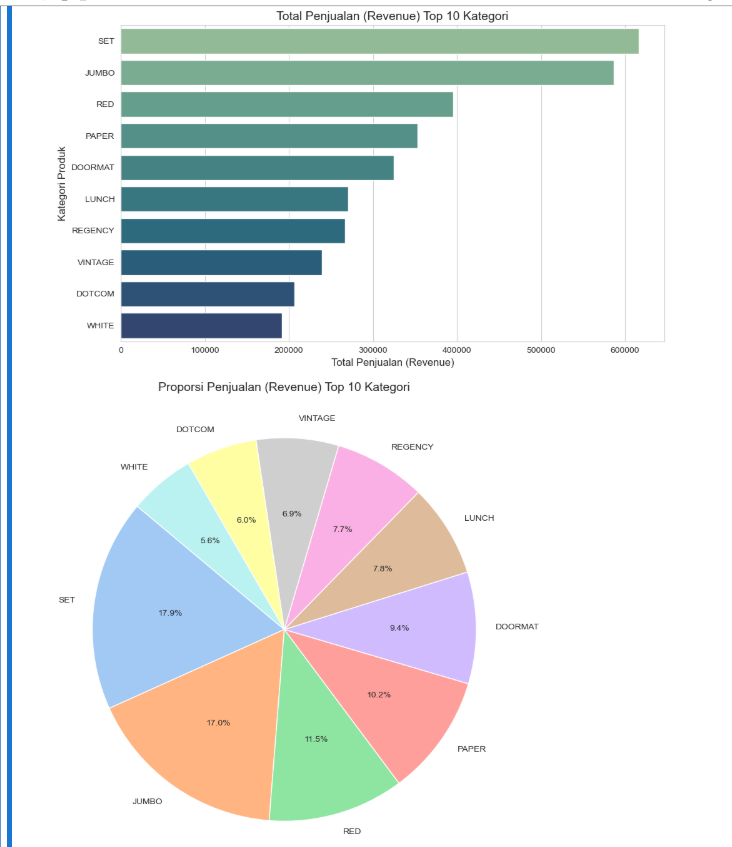 Total Penjualan (Revenue) Top 10 Kategori
Kategori Produk
SET
JUMBO
RED
PAPER
DOORMAT
LUNCH
REGENCY
VINTAGE
DOTCOM
WHITE
0 100000 200000 300000 400000 500000 600000
Total Penjualan (Revenue)
Proporsi Penjualan (Revenue) Top 10 Kategori
VINTAGE
DOTCOM
REGENCY
WHITE
LUNCH
6.9%
6.0%
7.7%
5.6%
7.8%
SET
17.9%
9.4%
DOORMAT
10.2%
17.0%
11.5%
PAPER
JUMBO
RED